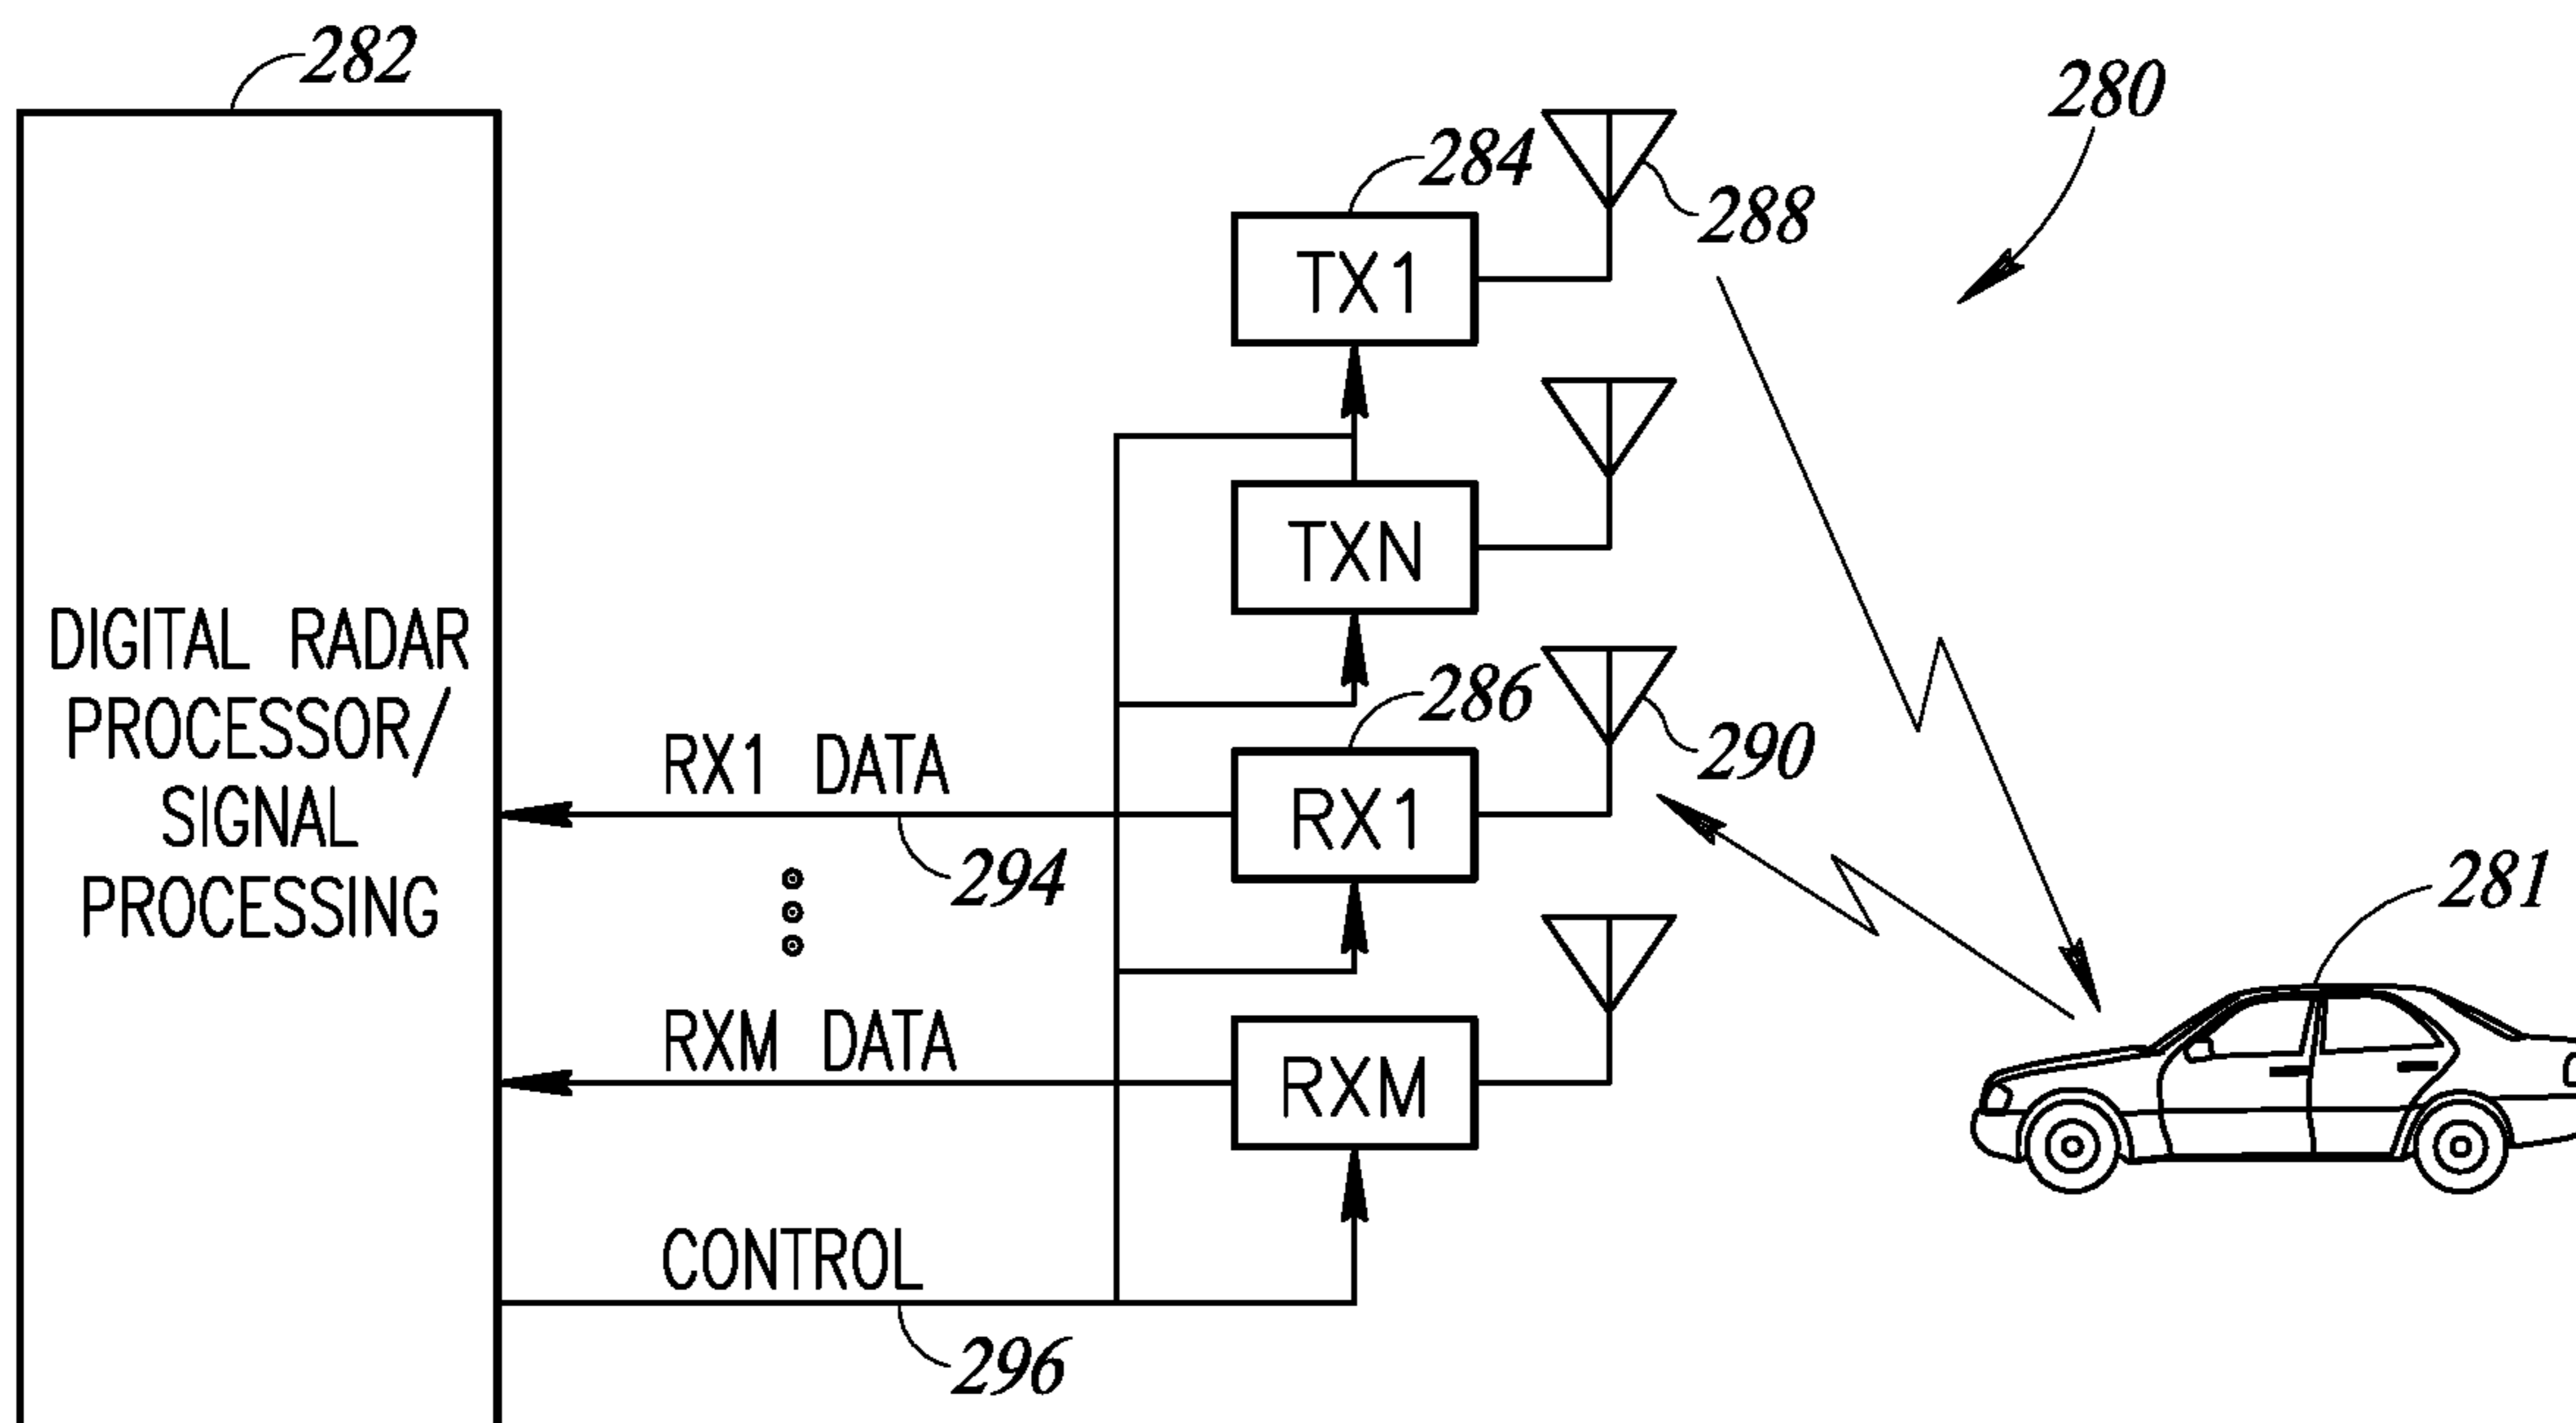 282
280
284
288
TX1
TXN
DIGITAL RADAR
PROCESSOR/
SIGNAL
PROCESSING
286
290
RX1 DATA
RX1
294
281
RXM DATA
RXM
CONTROL
296